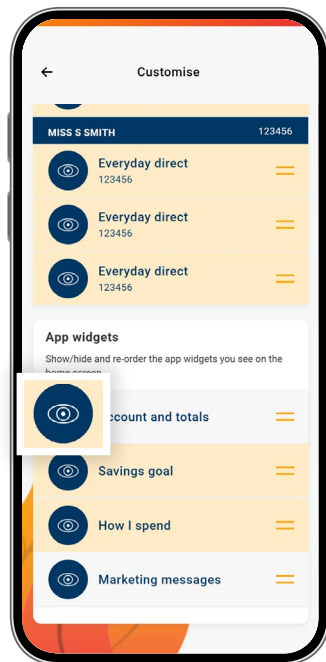 Customise
MISS S SMITH 123456
Everyday direct
123456
Everyday direct
123456
Everyday direct
123456
App widgets
Show/hide and re-order the app widgets you see on the
home screen
ccount and totals
Savings goal
How I spend
Marketing messages